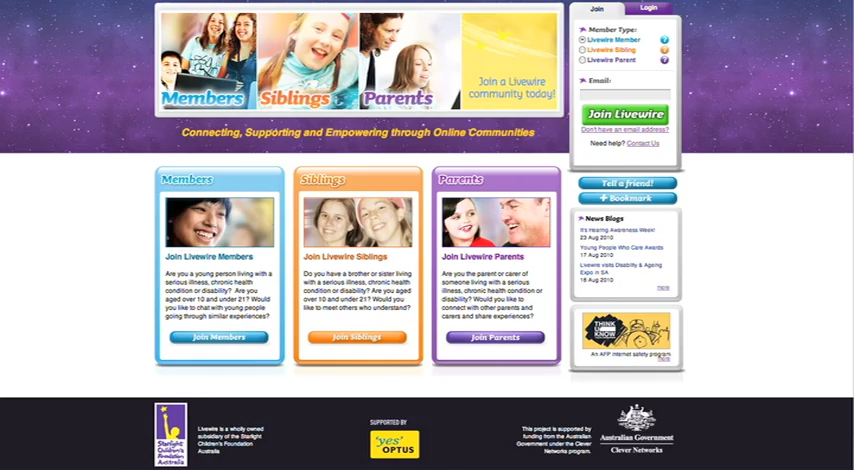 Members
Siblings
Parents
Join a Livewire
community today!
Connecting, Supporting and Empowering through Online Communities
Join
Login
Member Type:
Livewire Member ?
Livewire Sibling ?
Livewire Parent ?
Email:
Join Livewire
Don't have an email address?
Need help? Contact Us
Members
Join Livewire Members
Are you a young person living with a
serious illness, chronic health
condition or disability? Are you
aged over 10 and under 21? Would
you like to chat with young people
going through similar experiences?
Join Members
Siblings
Join Livewire Siblings
Do you have a brother or sister living
with a serious illness, chronic health
condition or disability? Are you aged
over 10 and under 21? Would you
like to meet others who understand?
Join Siblings
Parents
Join Livewire Parents
Are you the parent or carer of
someone living with a serious
illness, chronic health condition or
disability? Would you like to
connect with other parents and
carers and share experiences?
Join Parents
Tell a friend!
+ Bookmark
News Blogs
It's Hearing Awareness Week!
23 Aug 2010
Young People Who Care Awards
17 Aug 2010
Livewire visits Disability & Ageing
Expo in SA
16 Aug 2010
more
THINK
U KNOW
An AFP internet safety program
more
Starlight
Children's
Foundation
Australia
Livewire is a wholly owned
subsidiary of the Starlight
Children's Foundation
Australia
SUPPORTED BY
'yes'
OPTUS
This project is supported by
funding from the Australian
Government under the Clever
Networks program.
Australian Government
Clever Networks